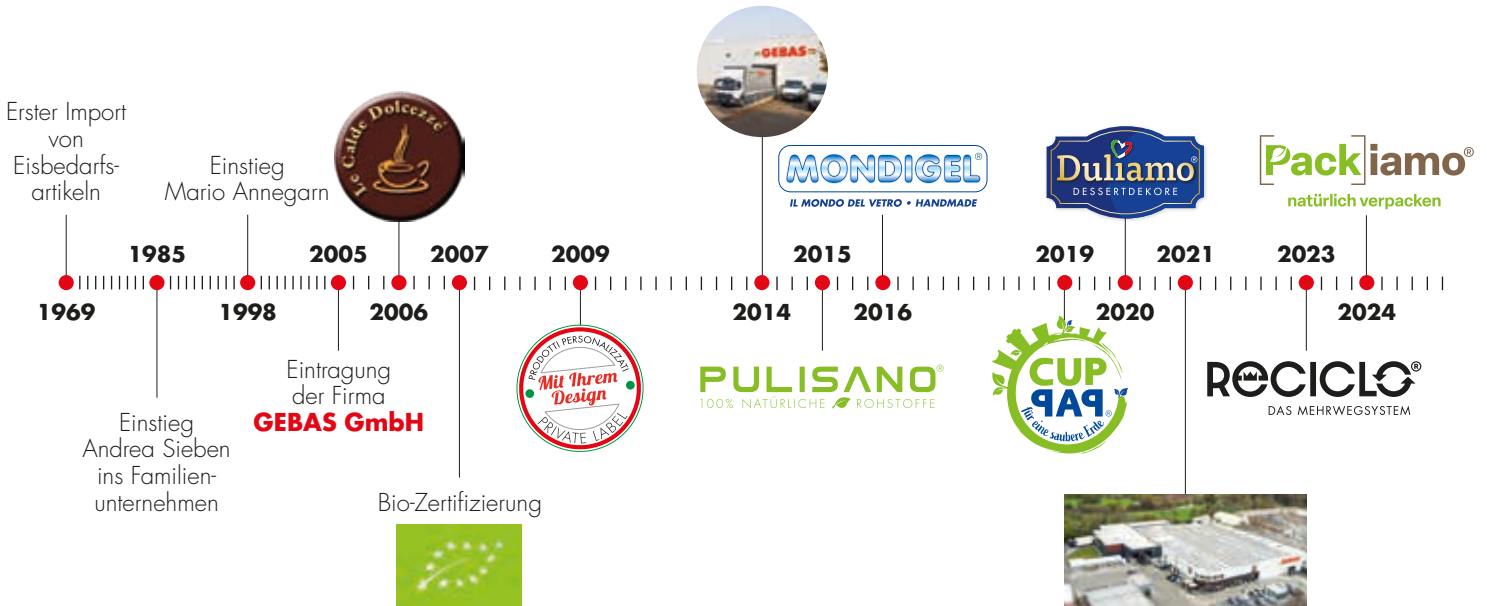 Erster Import
von
Eisbedarfs-
artikeln
1969
1985
Einstieg
Andrea Sieben
ins Familien-
unternehmen
Einstieg
Mario Annegarn
1998
2005
Eintragung
der Firma
GEBAS GmbH
Le Calde Dolcezze
2006
2007
Bio-Zertifizierung
2009
PRODOTTI PERSONALIZZATI
Mit Ihrem
Design
PRIVATE LABEL
GEBAS
2014
2015
PULISANO®
100% NATÜRLICHE ROHSTOFFE
MONDIGEL®
IL MONDO DEL VETRO • HANDMADE
2016
2019
CUP
PAP
für eine saubere Erde®
Duliamo®
DESSERTDEKORE
2020
2021
2023
RECICLO®
DAS MEHRWEGSYSTEM
[Pack]iamo®
natürlich verpacken
2024